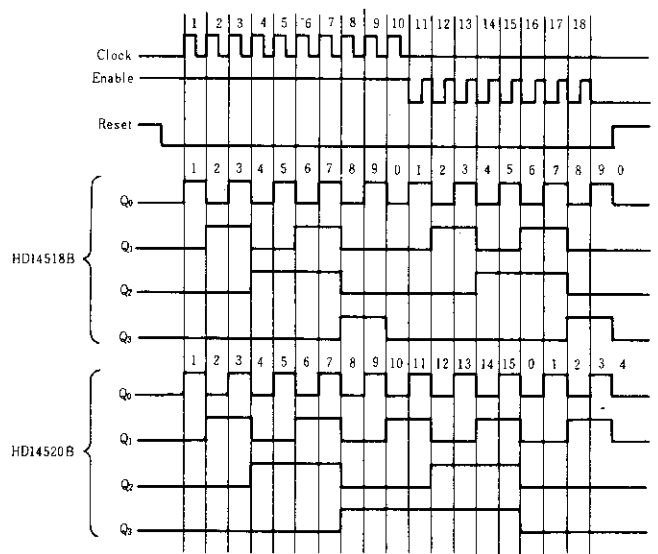 1 2 3 4 5 6 7 8 9 10 11 12 13 14 15 16 17 18
Clock
Enable
Reset
1 2 3 4 5 6 7 8 9 0 1 2 3 4 5 6 7 8 9 0
Q₀
Q₁
HD14518B
Q₂
Q₃
1 2 3 4 5 6 7 8 9 10 11 12 13 14 15 0 1 2 3 4
Q₀
Q₁
HD14520B
Q₂
Q₃